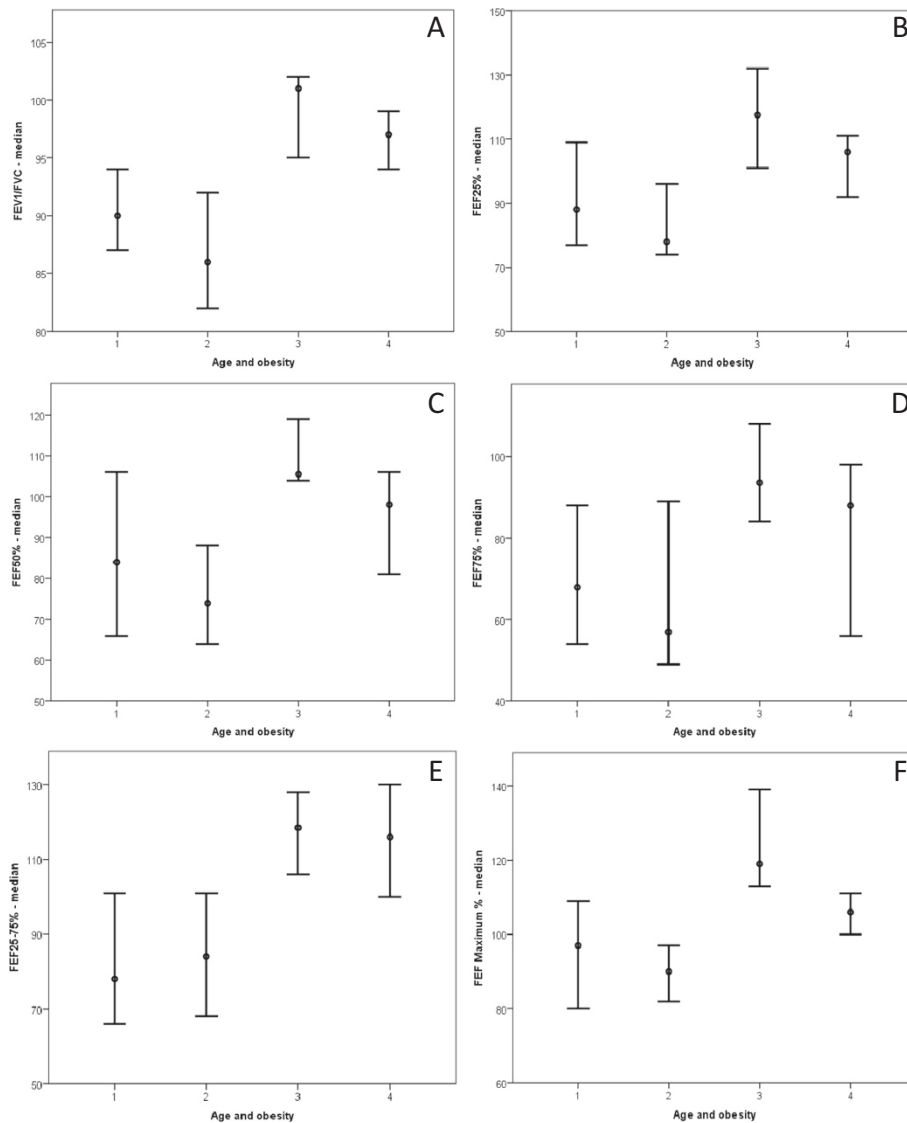 A
FEV1/FVC - median
105
100
95
90
85
80
1 2 3 4
Age and obesity
B
FEF25% - median
150
130
110
90
70
50
1 2 3 4
Age and obesity
C
FEF50% - median
120
110
100
90
80
70
60
50
1 2 3 4
Age and obesity
D
FEF75% - median
100
80
60
40
1 2 3 4
Age and obesity
E
FEF25-75% - median
130
110
90
70
50
1 2 3 4
Age and obesity
F
FEF Maximum % - median
140
120
100
80
60
1 2 3 4
Age and obesity